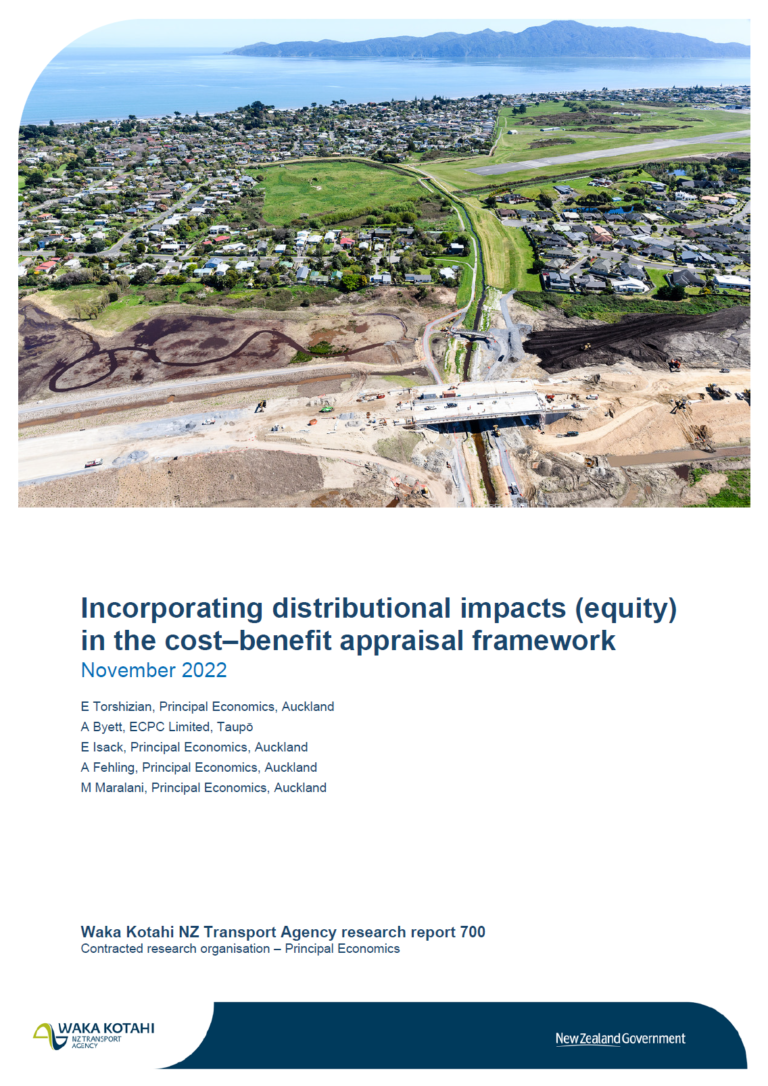 Incorporating distributional impacts (equity)
in the cost–benefit appraisal framework
November 2022
E Torshizian, Principal Economics, Auckland
A Byett, ECPC Limited, Taupō
E Isack, Principal Economics, Auckland
A Fehling, Principal Economics, Auckland
M Maralani, Principal Economics, Auckland
Waka Kotahi NZ Transport Agency research report 700
Contracted research organisation – Principal Economics
WAKA KOTAHI
NZ TRANSPORT
AGENCY
New Zealand Government